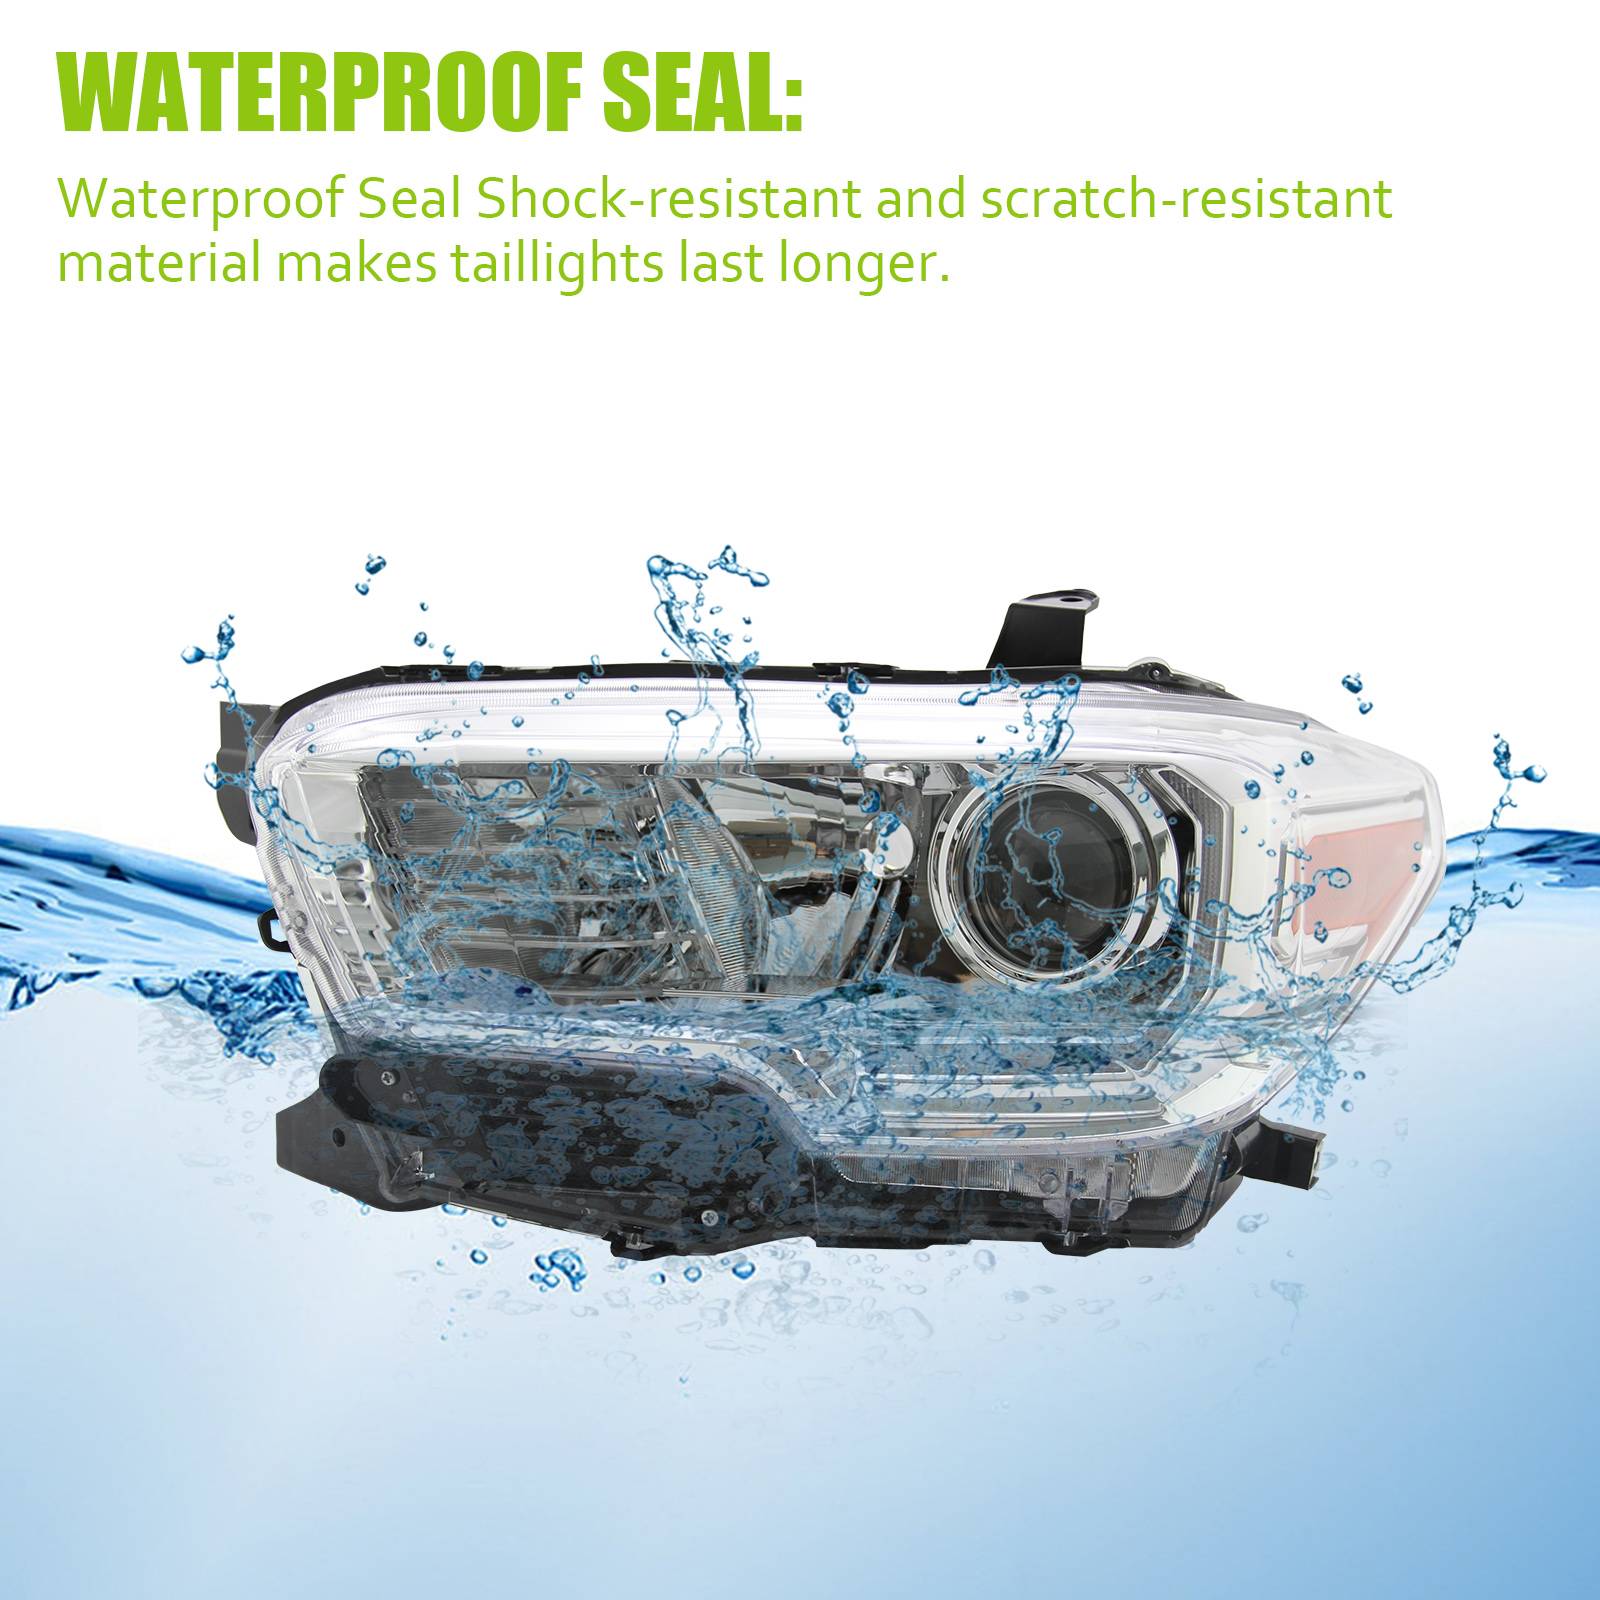 WATERPROOF SEAL:
Waterproof Seal Shock-resistant and scratch-resistant
material makes taillights last longer.